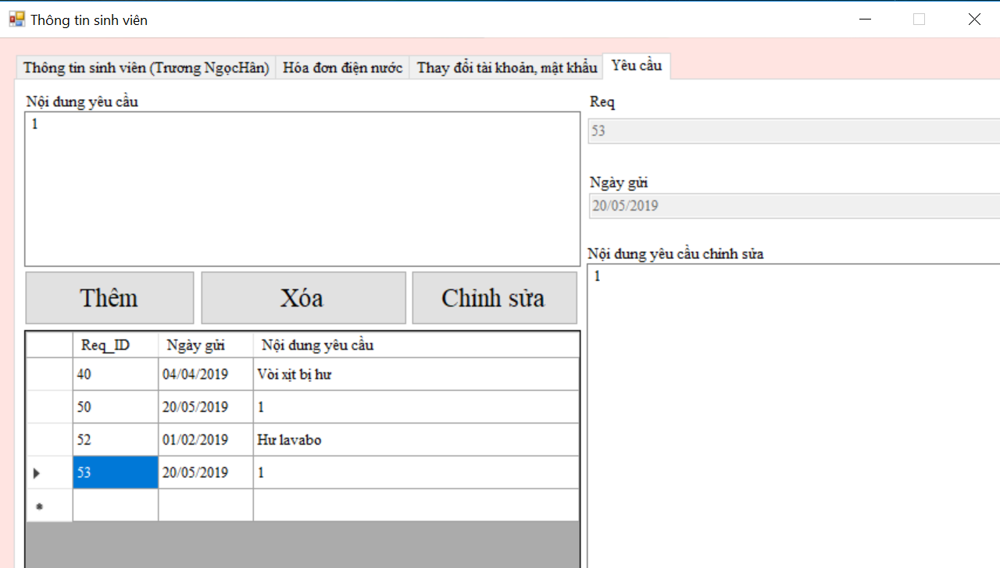 Thông tin sinh viên
Thông tin sinh viên (Trương NgọcHân) Hóa đơn điện nước Thay đổi tài khoản, mật khẩu Yêu cầu
Nội dung yêu cầu
1
Thêm Xóa Chỉnh sửa
Req_ID Ngày gửi Nội dung yêu cầu
40 04/04/2019 Vòi xịt bị hư
50 20/05/2019 1
52 01/02/2019 Hư lavabo
53 20/05/2019 1
Req
53
Ngày gửi
20/05/2019
Nội dung yêu cầu chỉnh sửa
1